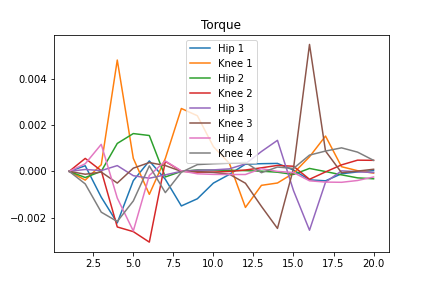 Torque
Hip 1
Knee 1
Hip 2
Knee 2
Hip 3
Knee 3
Hip 4
Knee 4
0.004
0.002
0.000
−0.002
2.5 5.0 7.5 10.0 12.5 15.0 17.5 20.0